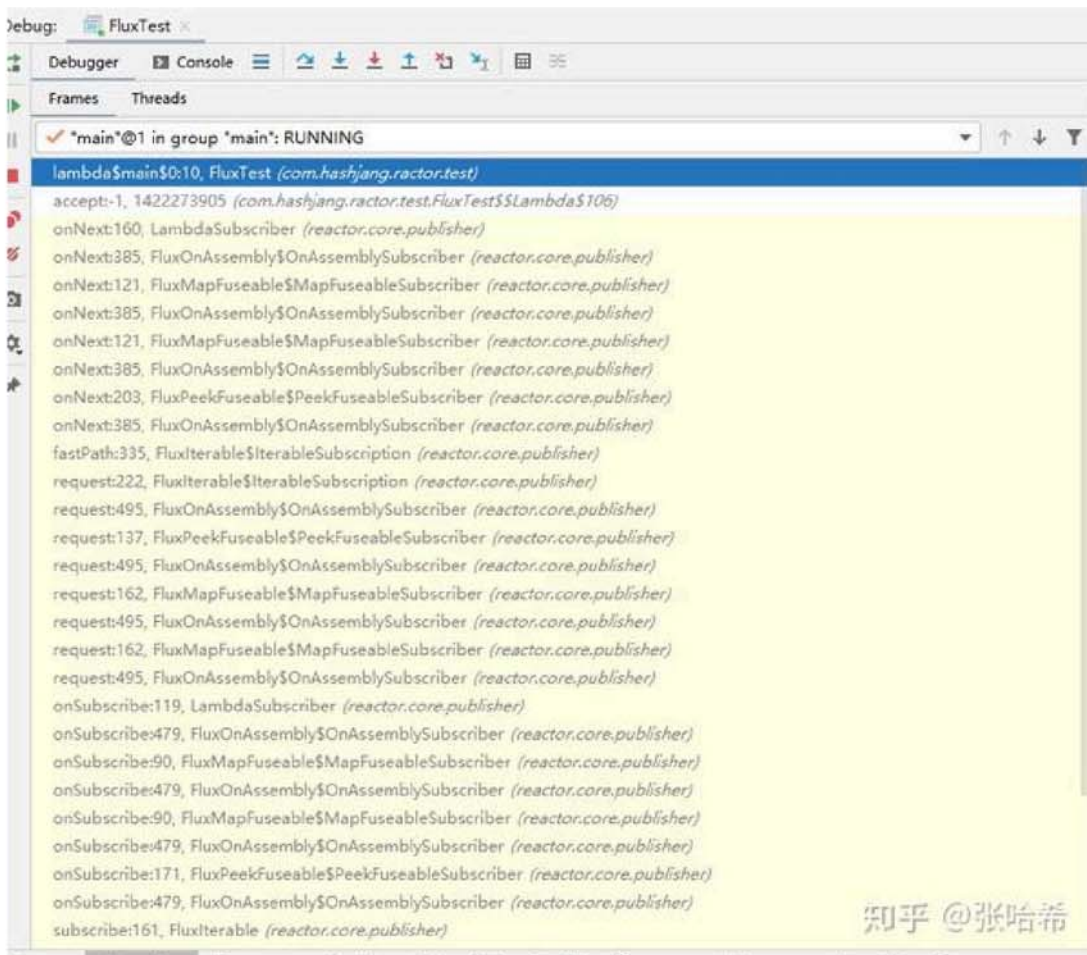 Debug: FluxTest
Debugger Console
Frames Threads
"main"@1 in group "main": RUNNING
lambda$main$0:10, FluxTest (com.hashjang.ractor.test)
accept:-1, 1422273905 (com.hashjang.ractor.test.FluxTest$$Lambda$106)
onNext:160, LambdaSubscriber (reactor.core.publisher)
onNext:385, FluxOnAssembly$OnAssemblySubscriber (reactor.core.publisher)
onNext:121, FluxMapFuseable$MapFuseableSubscriber (reactor.core.publisher)
onNext:385, FluxOnAssembly$OnAssemblySubscriber (reactor.core.publisher)
onNext:121, FluxMapFuseable$MapFuseableSubscriber (reactor.core.publisher)
onNext:385, FluxOnAssembly$OnAssemblySubscriber (reactor.core.publisher)
onNext:203, FluxPeekFuseable$PeekFuseableSubscriber (reactor.core.publisher)
onNext:385, FluxOnAssembly$OnAssemblySubscriber (reactor.core.publisher)
fastPath:335, FluxIterable$IterableSubscription (reactor.core.publisher)
request:222, FluxIterable$IterableSubscription (reactor.core.publisher)
request:495, FluxOnAssembly$OnAssemblySubscriber (reactor.core.publisher)
request:137, FluxPeekFuseable$PeekFuseableSubscriber (reactor.core.publisher)
request:495, FluxOnAssembly$OnAssemblySubscriber (reactor.core.publisher)
request:162, FluxMapFuseable$MapFuseableSubscriber (reactor.core.publisher)
request:495, FluxOnAssembly$OnAssemblySubscriber (reactor.core.publisher)
request:162, FluxMapFuseable$MapFuseableSubscriber (reactor.core.publisher)
request:495, FluxOnAssembly$OnAssemblySubscriber (reactor.core.publisher)
onSubscribe:119, LambdaSubscriber (reactor.core.publisher)
onSubscribe:479, FluxOnAssembly$OnAssemblySubscriber (reactor.core.publisher)
onSubscribe:90, FluxMapFuseable$MapFuseableSubscriber (reactor.core.publisher)
onSubscribe:479, FluxOnAssembly$OnAssemblySubscriber (reactor.core.publisher)
onSubscribe:90, FluxMapFuseable$MapFuseableSubscriber (reactor.core.publisher)
onSubscribe:479, FluxOnAssembly$OnAssemblySubscriber (reactor.core.publisher)
onSubscribe:171, FluxPeekFuseable$PeekFuseableSubscriber (reactor.core.publisher)
onSubscribe:479, FluxOnAssembly$OnAssemblySubscriber (reactor.core.publisher)
subscribe:161, FluxIterable (reactor.core.publisher)
知乎 @张哈希